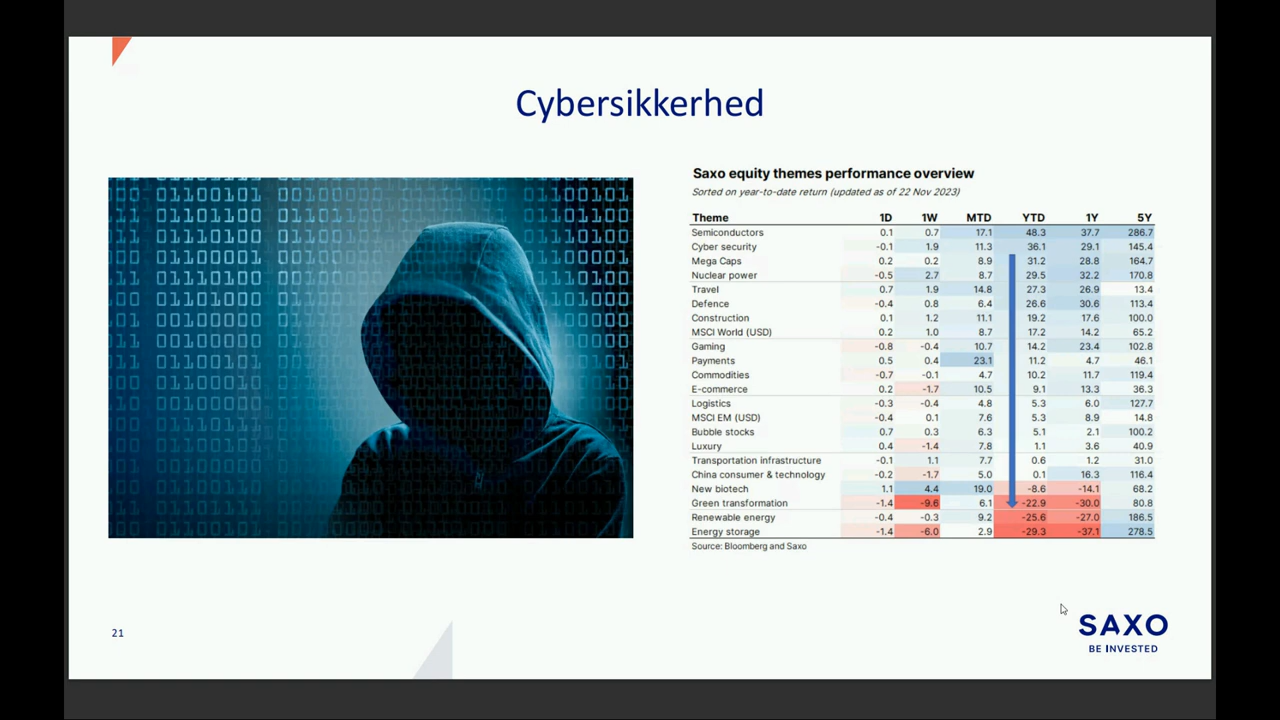 Cybersikkerhed
Saxo equity themes performance overview
Sorted on year-to-date return (updated as of 22 Nov 2023)
Theme 1D 1W MTD YTD 1Y 5Y
Semiconductors 0.1 0.7 17.1 48.3 37.7 286.7
Cyber security -0.1 1.9 11.3 36.1 29.1 145.4
Mega Caps 0.2 0.2 8.9 31.2 28.8 164.7
Nuclear power -0.5 2.7 8.7 29.5 32.2 170.8
Travel 0.7 1.9 14.8 27.3 26.9 13.4
Defence -0.4 0.8 6.4 26.6 30.6 113.4
Construction 0.1 1.2 11.1 19.2 17.6 100.0
MSCI World (USD) 0.2 1.0 8.7 17.2 14.2 65.2
Gaming -0.8 -0.4 10.7 14.2 23.4 102.8
Payments 0.5 0.4 23.1 11.2 4.7 46.1
Commodities -0.7 -0.1 4.7 10.2 11.7 119.4
E-commerce 0.2 -1.7 10.5 9.1 13.3 36.3
Logistics -0.3 -0.4 4.8 5.3 6.0 127.7
MSCI EM (USD) -0.4 0.1 7.6 5.3 8.9 14.8
Bubble stocks 0.7 0.3 6.3 5.1 2.1 100.2
Luxury 0.4 -1.4 7.8 1.1 3.6 40.9
Transportation infrastructure -0.1 1.1 7.7 0.6 1.2 31.0
China consumer & technology -0.2 -1.7 5.0 0.1 16.3 116.4
New biotech 1.1 4.4 19.0 -8.6 -14.1 68.2
Green transformation -1.4 -9.6 6.1 -22.9 -30.0 80.8
Renewable energy -0.4 -0.3 9.2 -25.6 -27.0 186.5
Energy storage -1.4 -6.0 2.9 -29.3 -37.1 278.5
Source: Bloomberg and Saxo
21
SAXO
BE INVESTED